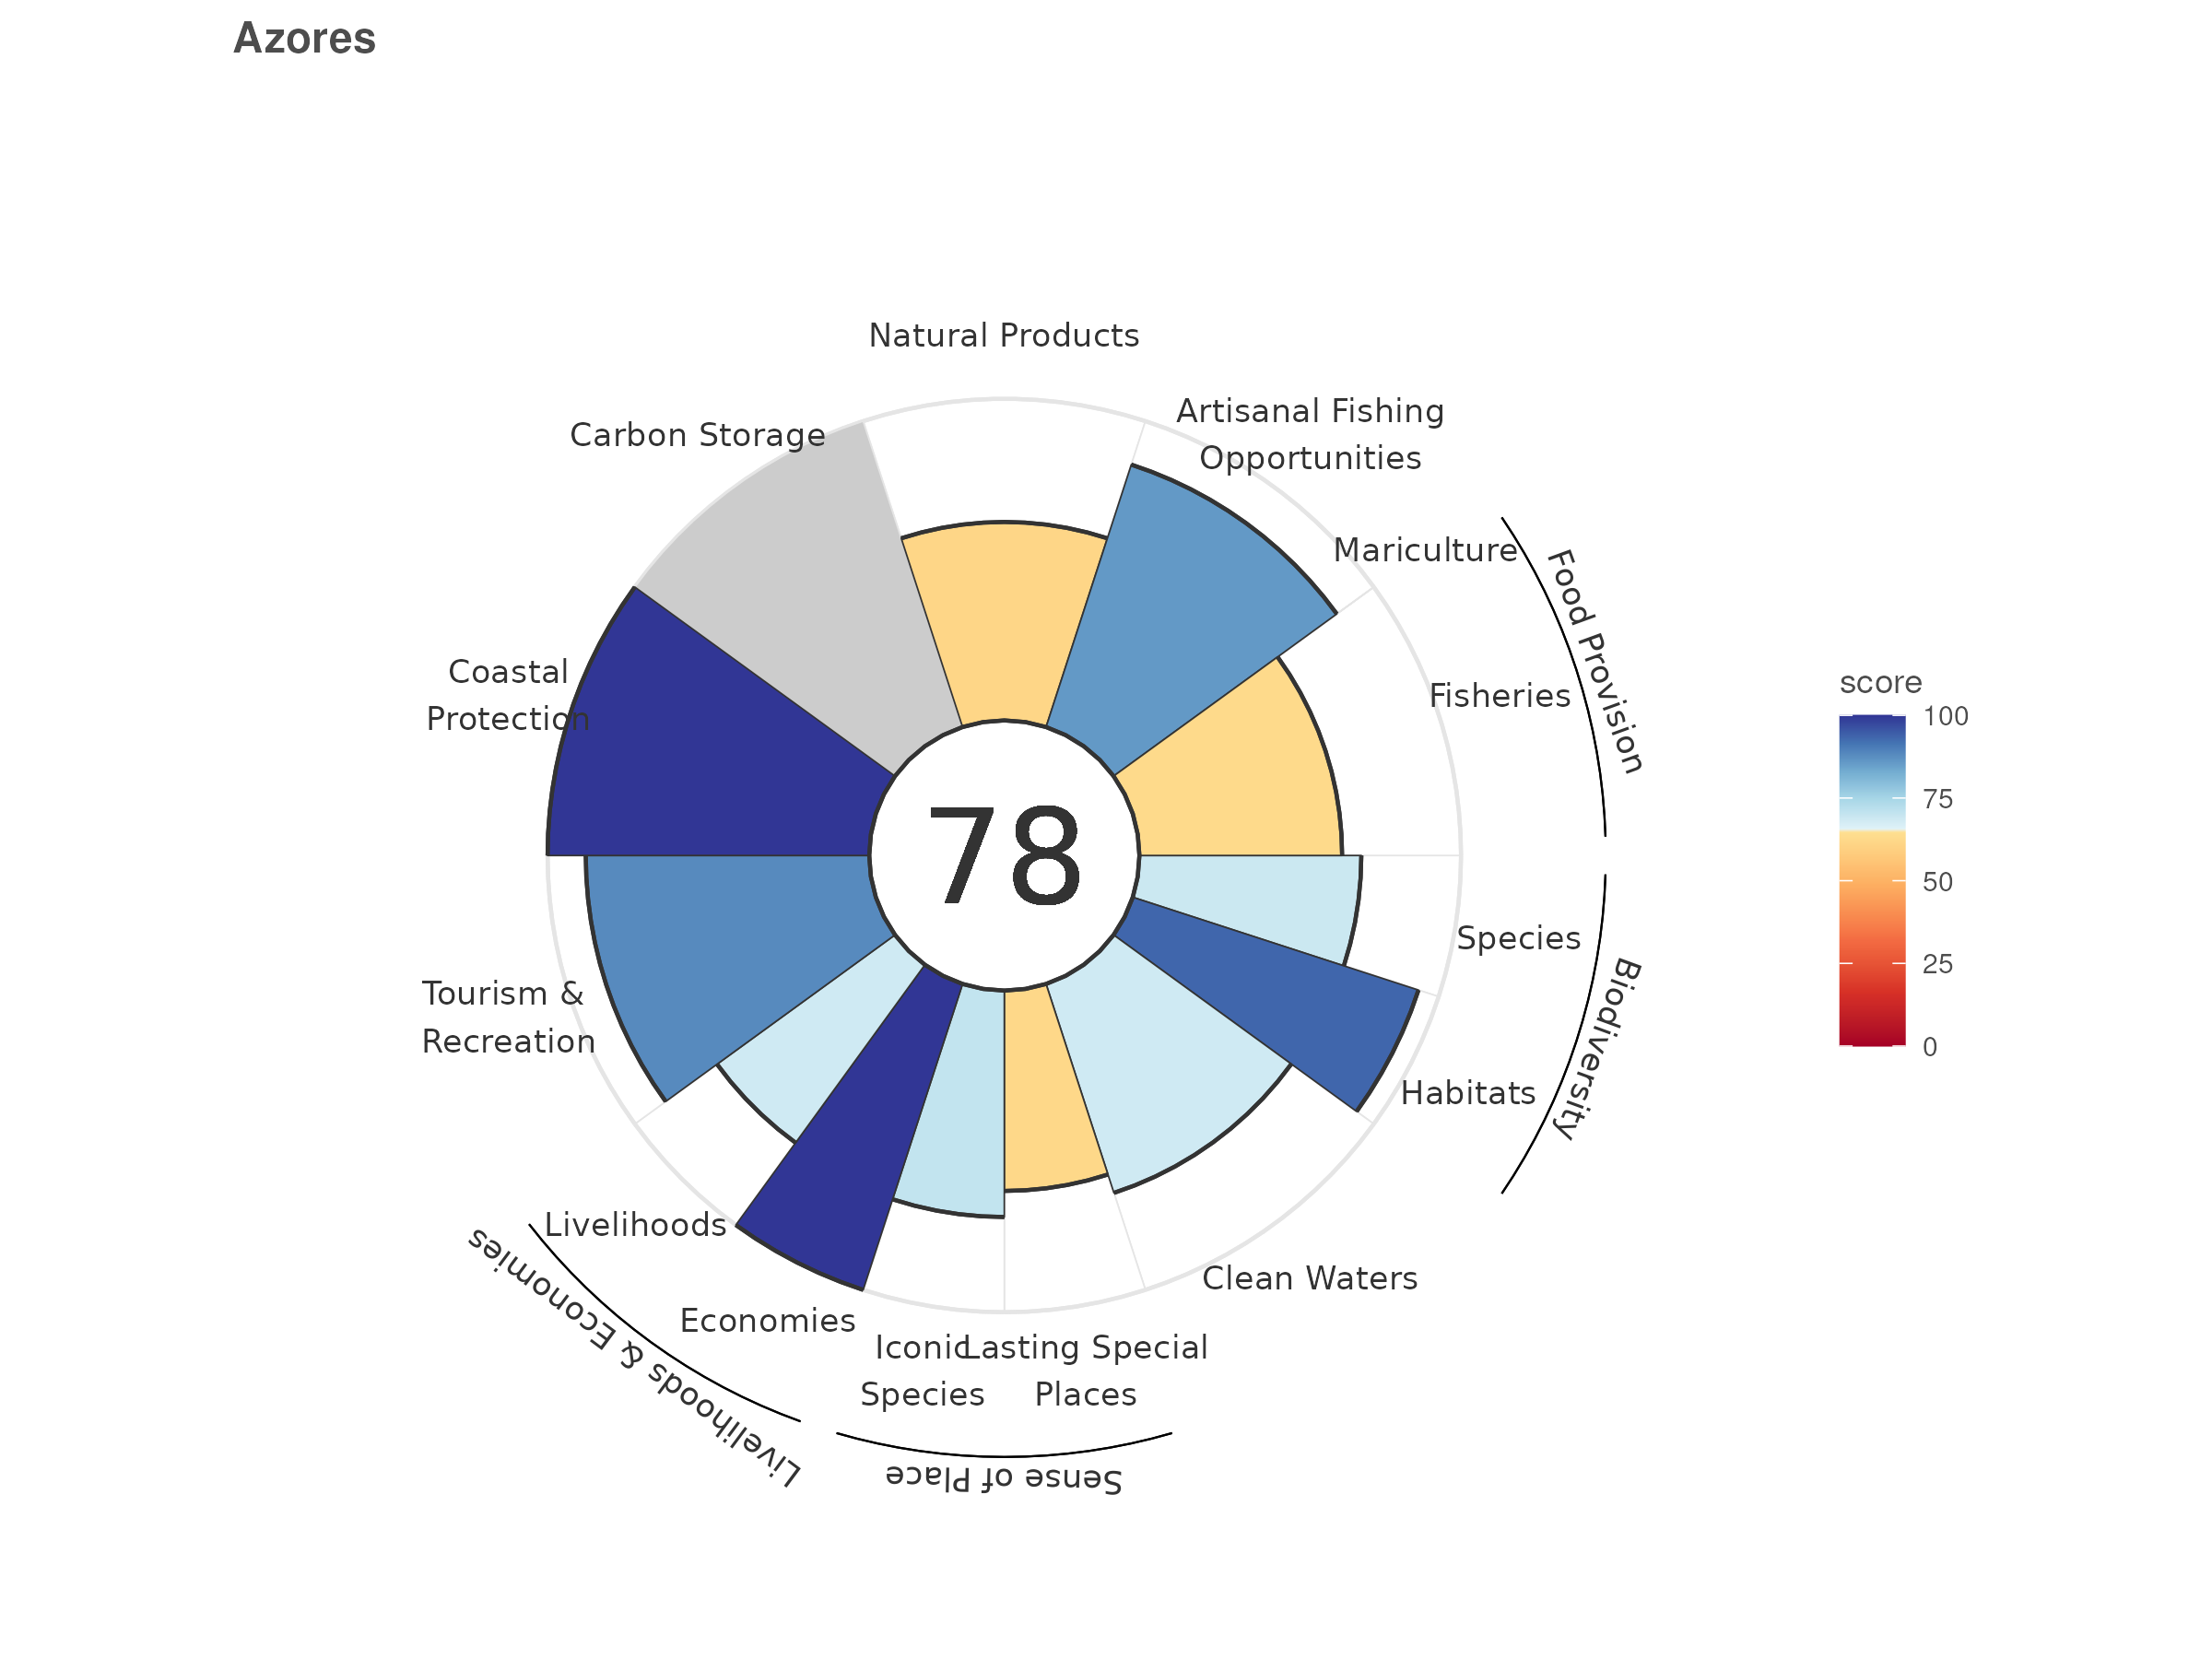 Azores
Natural Products
Artisanal Fishing
Opportunities
Carbon Storage
Mariculture
Food Provision
Fisheries
Coastal
Protection
score
100
75
50
25
0
78
Species
Biodiversity
Tourism &
Recreation
Habitats
Livelihoods
Clean Waters
Livelihoods & Economies
Economies
Iconic
Species
Lasting Special
Places
Sense of Place